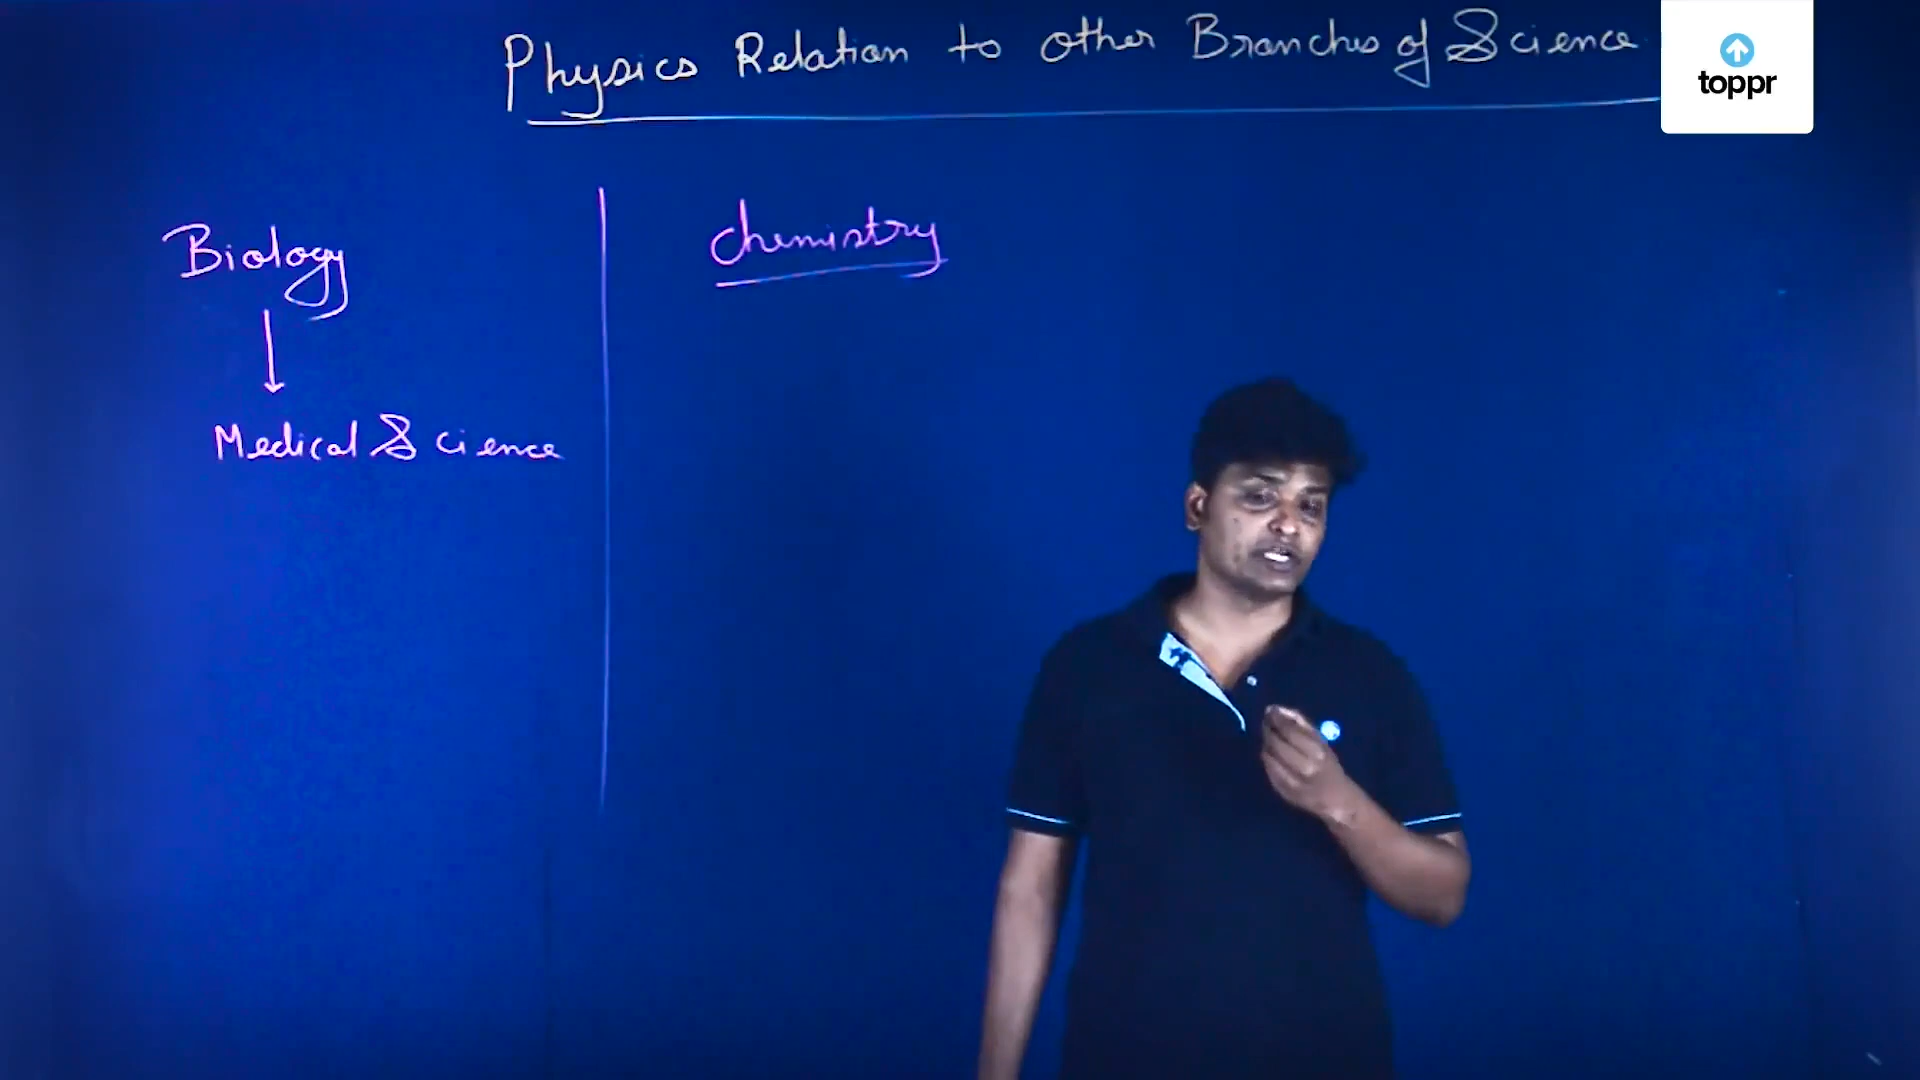 Physics Relation to other Branches of Science
toppr
Biology
chemistry
Medical Science